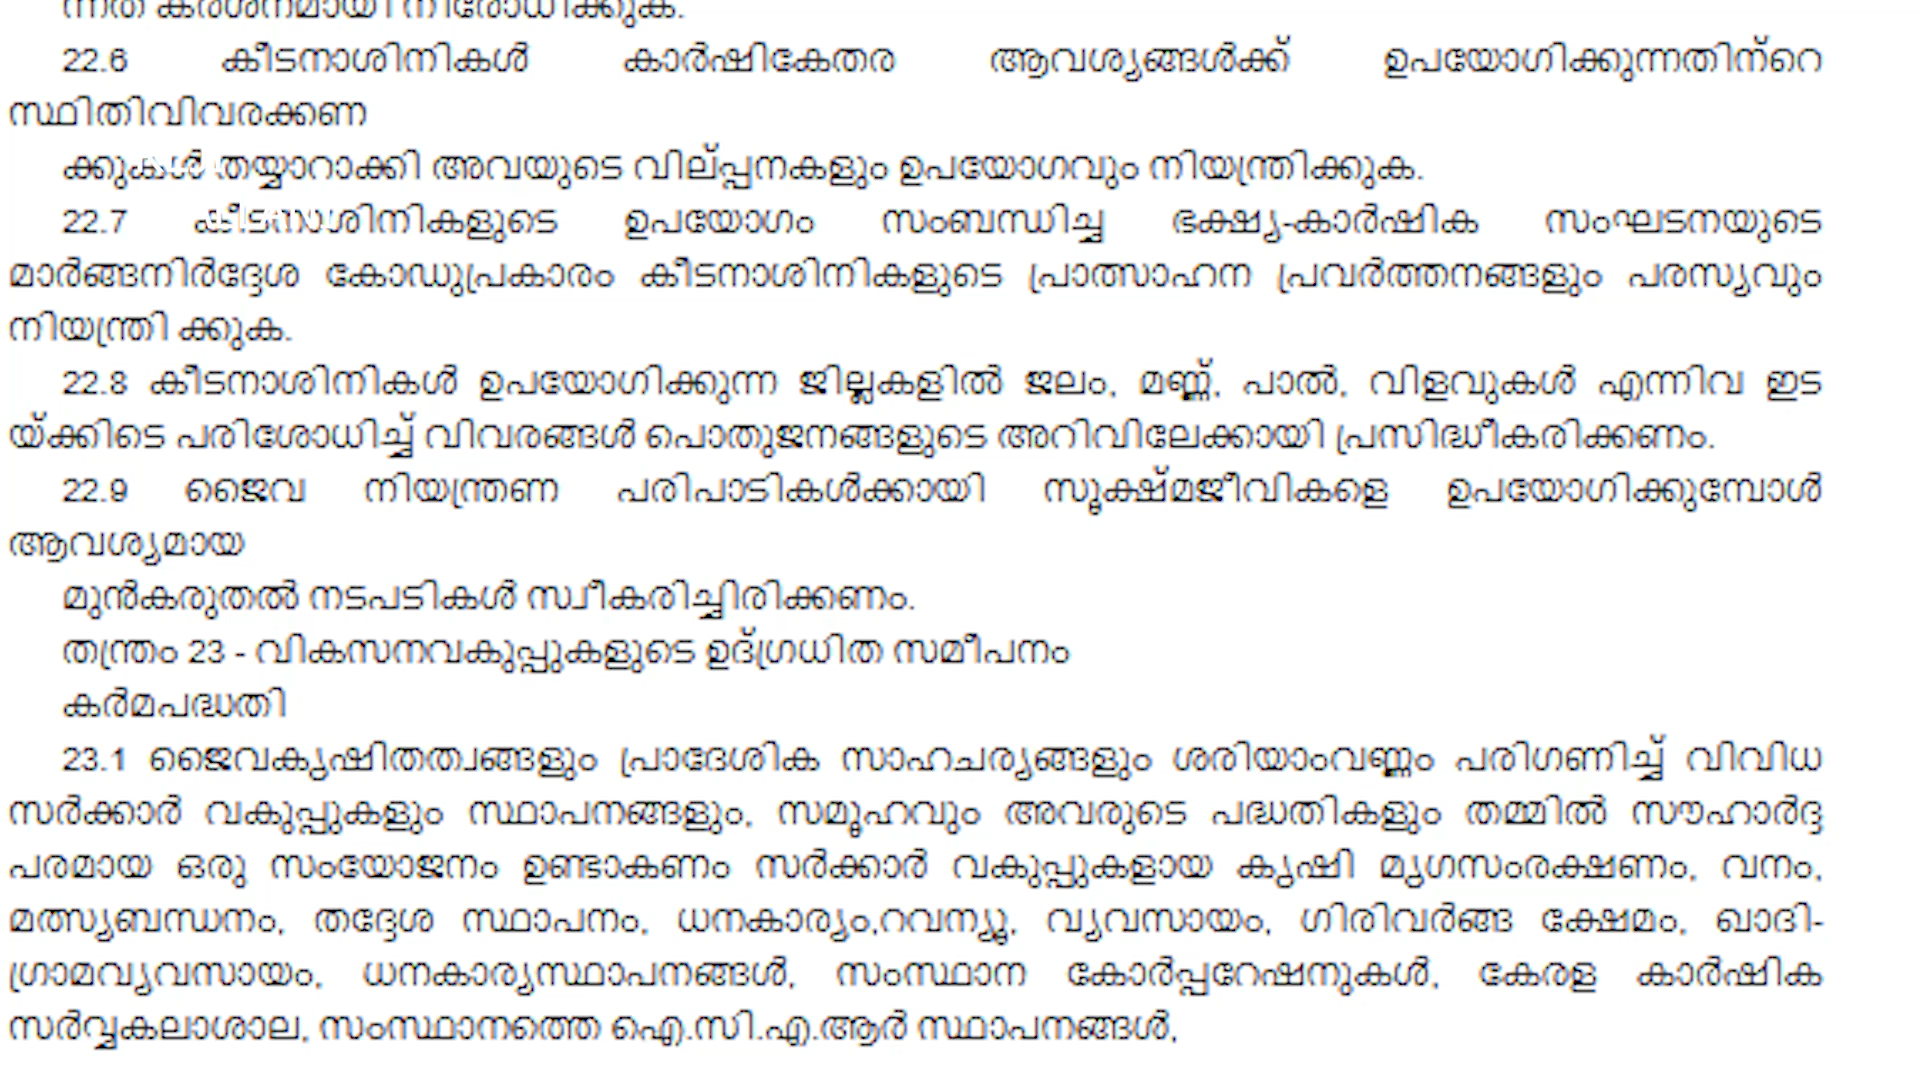 ന്നത് കർശനമായി നിരോധിക്കുക.
22.6 കീടനാശിനികൾ കാർഷികേതര ആവശ്യങ്ങൾക്ക് ഉപയോഗിക്കുന്നതിന്റെ
സ്ഥിതിവിവരക്കണ
ക്കുകൾ തയ്യാറാക്കി അവയുടെ വില്പ്പനകളും ഉപയോഗവും നിയന്ത്രിക്കുക.
22.7 കീടനാശിനികളുടെ ഉപയോഗം സംബന്ധിച്ച ഭക്ഷ്യ-കാർഷിക സംഘടനയുടെ
മാർങ്ങനിർദ്ദേശ കോഡുപ്രകാരം കീടനാശിനികളുടെ പ്രാത്സാഹന പ്രവർത്തനങ്ങളും പരസ്യവും
നിയന്ത്രി ക്കുക.
22.8 കീടനാശിനികൾ ഉപയോഗിക്കുന്ന ജില്ലകളിൽ ജലം, മണ്ണ്, പാൽ, വിളവുകൾ എന്നിവ ഇട
യ്ക്കിടെ പരിശോധിച്ച് വിവരങ്ങൾ പൊതുജനങ്ങളുടെ അറിവിലേക്കായി പ്രസിദ്ധീകരിക്കണം.
22.9 ജൈവ നിയന്ത്രണ പരിപാടികൾക്കായി സൂക്ഷ്മജീവികളെ ഉപയോഗിക്കുമ്പോൾ
ആവശ്യമായ
മുൻകരുതൽ നടപടികൾ സ്വീകരിച്ചിരിക്കണം.
തന്ത്രം 23 - വികസനവകുപ്പുകളുടെ ഉദ്ഗ്രധിത സമീപനം
കർമപദ്ധതി
23.1 ജൈവകൃഷിതത്വങ്ങളും പ്രാദേശിക സാഹചര്യങ്ങളും ശരിയാംവണ്ണം പരിഗണിച്ച് വിവിധ
സർക്കാർ വകുപ്പുകളും സ്ഥാപനങ്ങളും, സമൂഹവും അവരുടെ പദ്ധതികളും തമ്മിൽ സൗഹാർദ്ദ
പരമായ ഒരു സംയോജനം ഉണ്ടാകണം സർക്കാർ വകുപ്പുകളായ കൃഷി മൃഗസംരക്ഷണം, വനം,
മത്സ്യബന്ധനം, തദ്ദേശ സ്ഥാപനം, ധനകാര്യം,റവന്യൂ, വ്യവസായം, ഗിരിവർങ്ങ ക്ഷേമം, ഖാദി-
ഗ്രാമവ്യവസായം, ധനകാര്യസ്ഥാപനങ്ങൾ, സംസ്ഥാന കോർപ്പറേഷനുകൾ, കേരള കാർഷിക
സർവ്വകലാശാല, സംസ്ഥാനത്തെ ഐ.സി.എ.ആർ സ്ഥാപനങ്ങൾ,